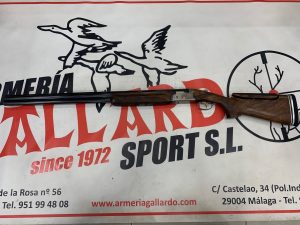 ARMERÍA
GALLARDO
since 1972 SPORT S.L.
de la Rosa nº 56
Tel. 951 99 48 08
www.armeriagallardo.com
C/ Castelao, 34 (Pol.Ind
29004 Málaga - Tel.